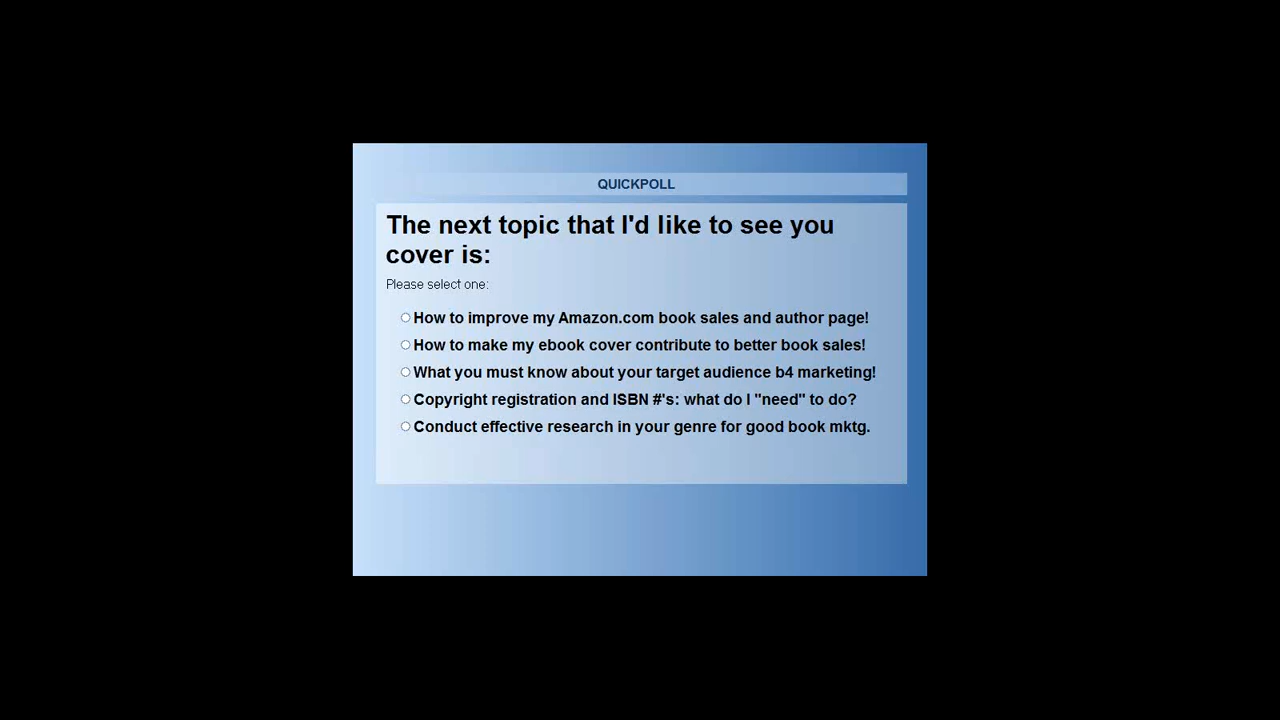 QUICKPOLL
The next topic that I'd like to see you
cover is:
Please select one:
How to improve my Amazon.com book sales and author page!
How to make my ebook cover contribute to better book sales!
What you must know about your target audience b4 marketing!
Copyright registration and ISBN #'s: what do I "need" to do?
Conduct effective research in your genre for good book mktg.